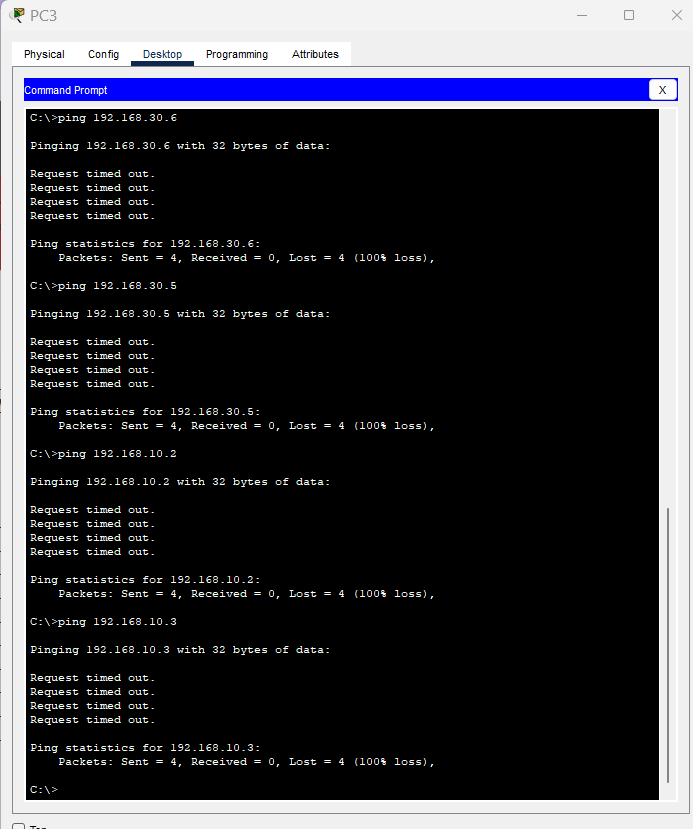 PC3
Physical Config Desktop Programming Attributes
Command Prompt
X
C:\>ping 192.168.30.6
Pinging 192.168.30.6 with 32 bytes of data:
Request timed out.
Request timed out.
Request timed out.
Request timed out.
Ping statistics for 192.168.30.6:
Packets: Sent = 4, Received = 0, Lost = 4 (100% loss),
C:\>ping 192.168.30.5
Pinging 192.168.30.5 with 32 bytes of data:
Request timed out.
Request timed out.
Request timed out.
Request timed out.
Ping statistics for 192.168.30.5:
Packets: Sent = 4, Received = 0, Lost = 4 (100% loss),
C:\>ping 192.168.10.2
Pinging 192.168.10.2 with 32 bytes of data:
Request timed out.
Request timed out.
Request timed out.
Request timed out.
Ping statistics for 192.168.10.2:
Packets: Sent = 4, Received = 0, Lost = 4 (100% loss),
C:\>ping 192.168.10.3
Pinging 192.168.10.3 with 32 bytes of data:
Request timed out.
Request timed out.
Request timed out.
Request timed out.
Ping statistics for 192.168.10.3:
Packets: Sent = 4, Received = 0, Lost = 4 (100% loss),
C:\>